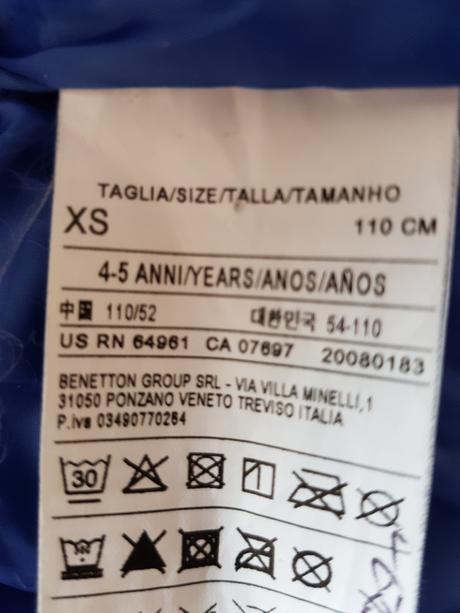 TAGLIA/SIZE/TALLA/TAMANHO
XS 110 CM
4-5 ANNI/YEARS/ANOS/AÑOS
中国 110/52 대한민국 54-110
US RN 64961 CA 07697 20080183
BENETTON GROUP SRL - VIA VILLA MINELLI,1
31050 PONZANO VENETO TREVISO ITALIA
P.iva 03490770264
30